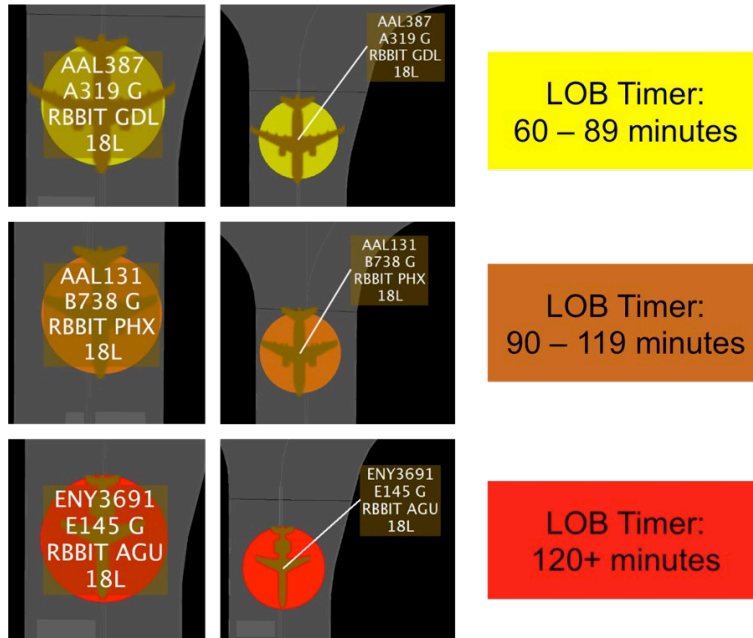 AAL387
A319 G
RBBIT GDL
18L
AAL387
A319 G
RBBIT GDL
18L
LOB Timer:
60 – 89 minutes
AAL131
B738 G
RBBIT PHX
18L
AAL131
B738 G
RBBIT PHX
18L
LOB Timer:
90 – 119 minutes
ENY3691
E145 G
RBBIT AGU
18L
ENY3691
E145 G
RBBIT AGU
18L
LOB Timer:
120+ minutes